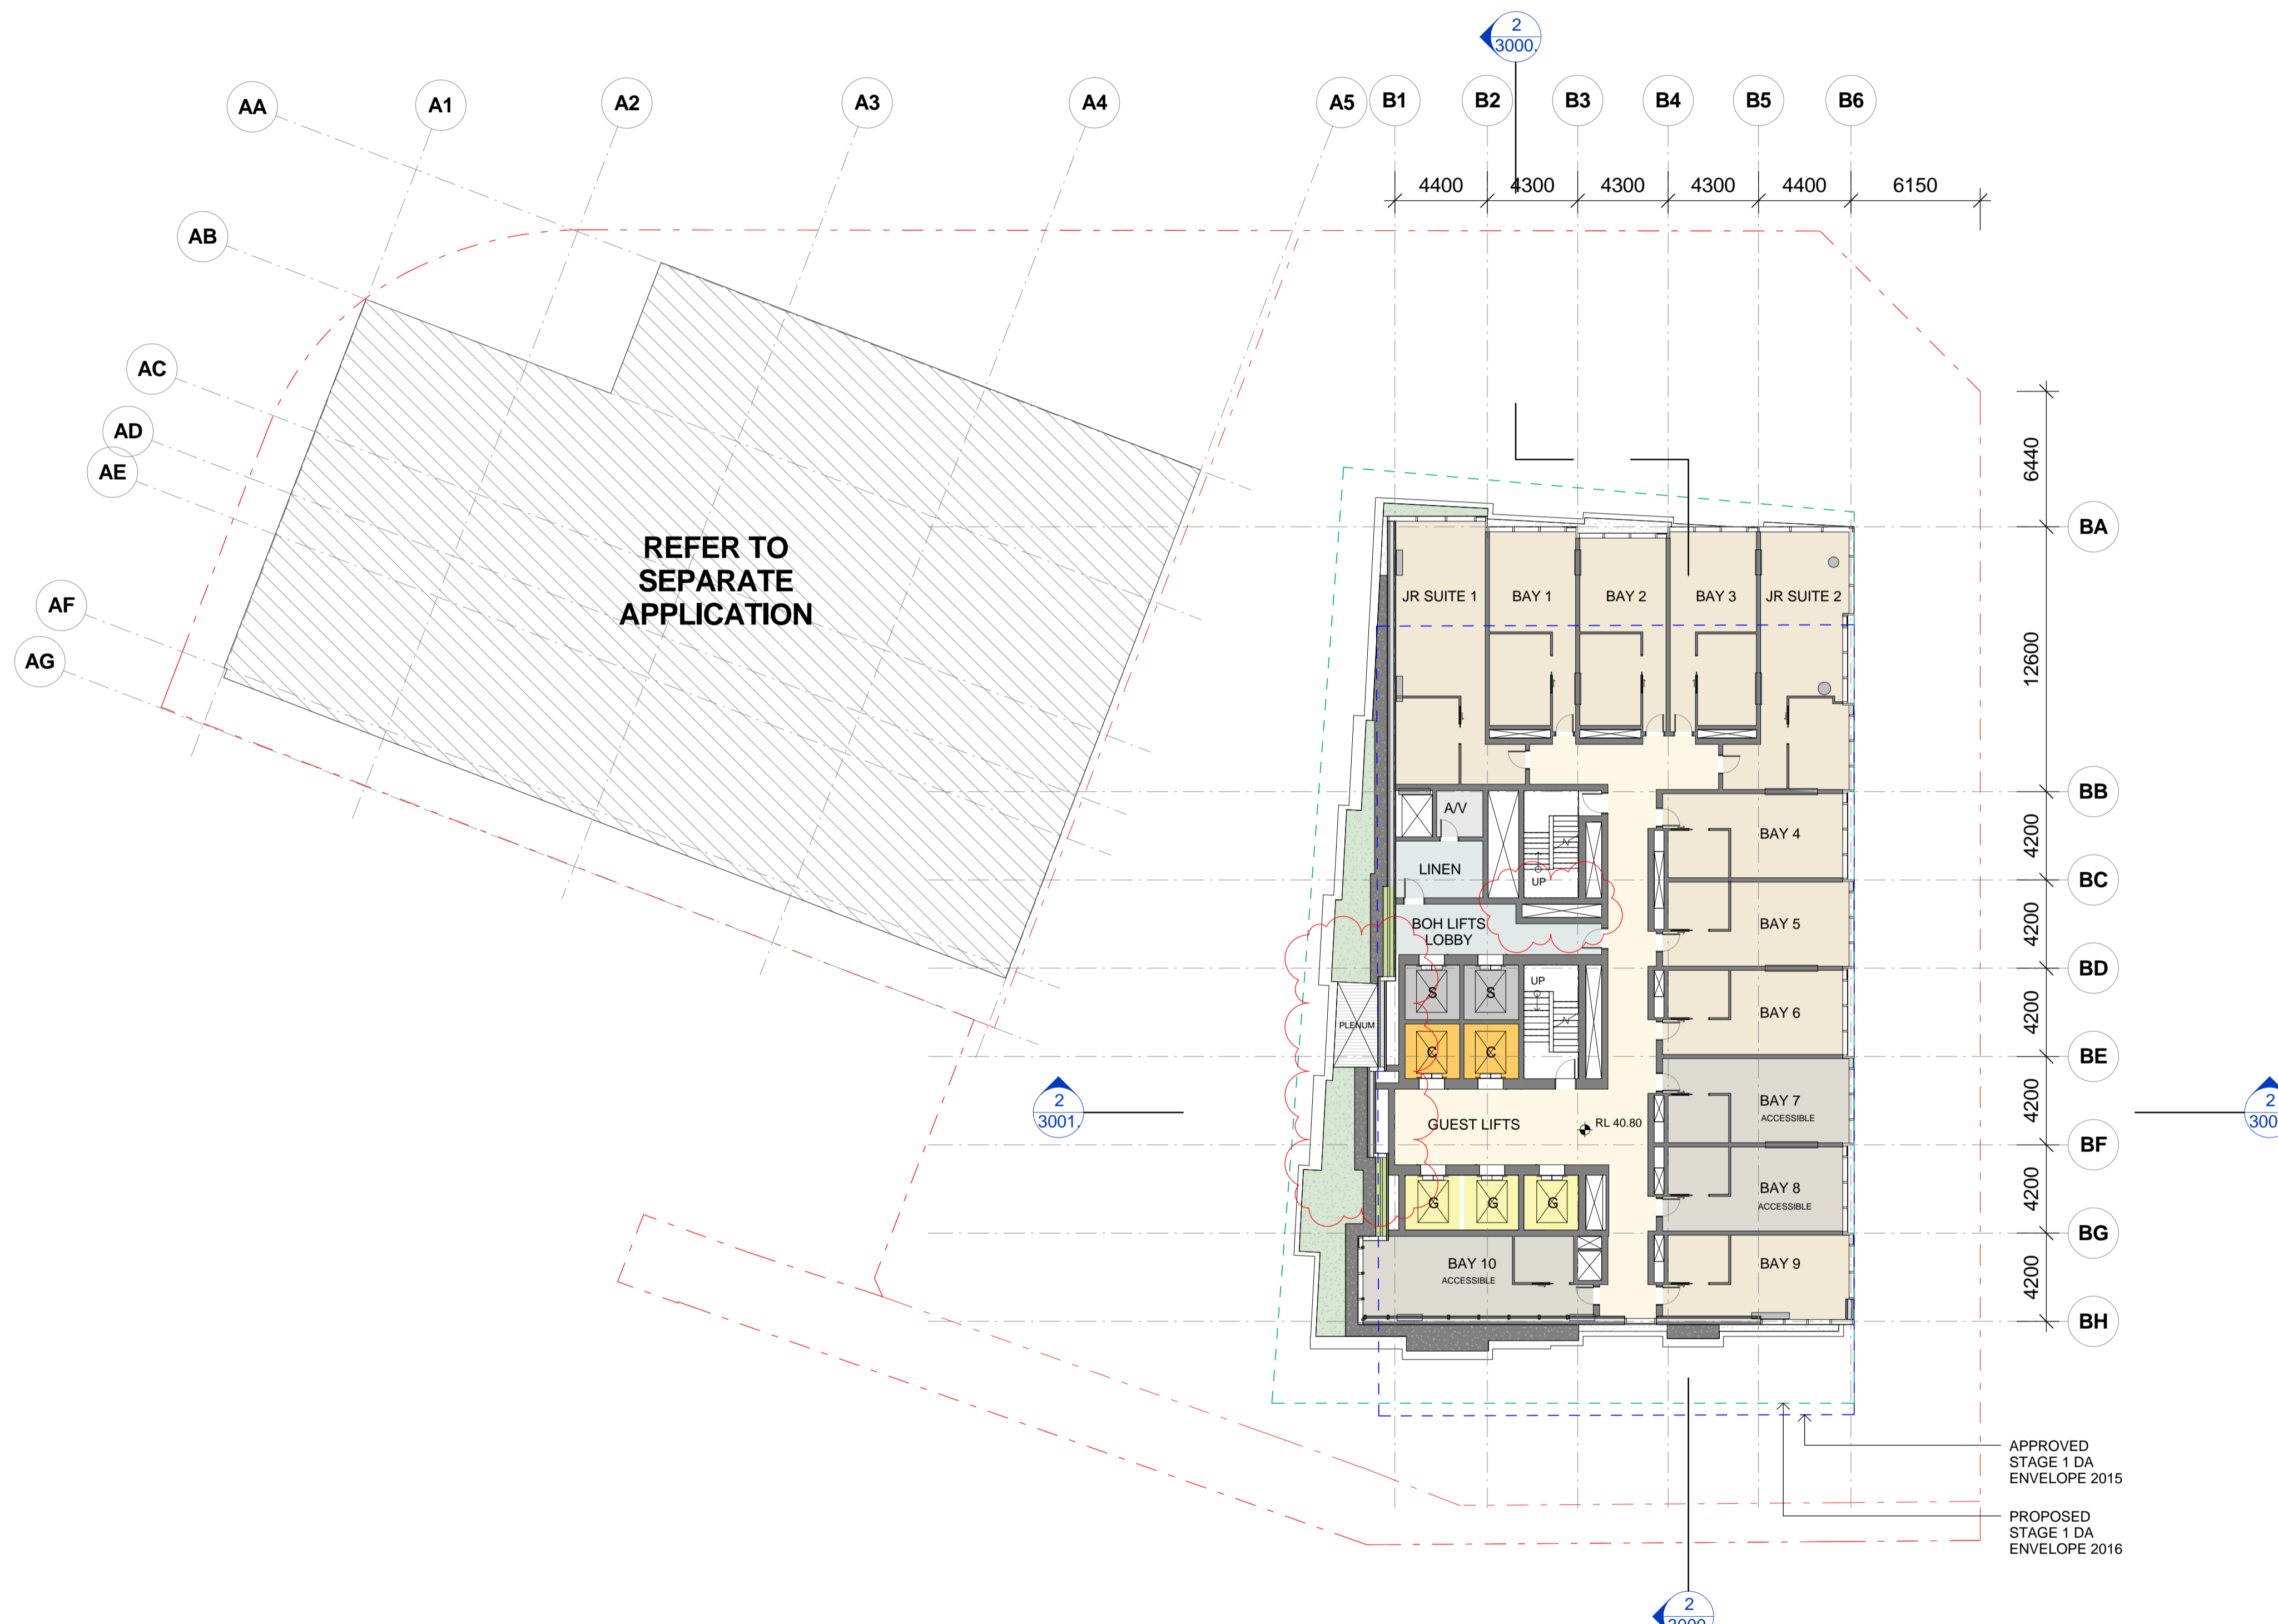 2
3000.
AA
A1
A2
A3
A4
A5
B1
B2
B3
B4
B5
B6
4400
4300
4300
4300
4400
6150
AB
AC
AD
AE
AF
AG
REFER TO
SEPARATE
APPLICATION
6440
BA
12600
BB
4200
BC
4200
BD
4200
BE
4200
BF
4200
BG
4200
BH
JR SUITE 1
BAY 1
BAY 2
BAY 3
JR SUITE 2
A/V
BAY 4
LINEN
UP
BOH LIFTS
LOBBY
BAY 5
S
S
UP
BAY 6
PLENUM
C
C
BAY 7
ACCESSIBLE
GUEST LIFTS
RL 40.80
BAY 8
ACCESSIBLE
G
G
G
BAY 10
ACCESSIBLE
BAY 9
2
3001.
2
300
APPROVED
STAGE 1 DA
ENVELOPE 2015
PROPOSED
STAGE 1 DA
ENVELOPE 2016
2
3000